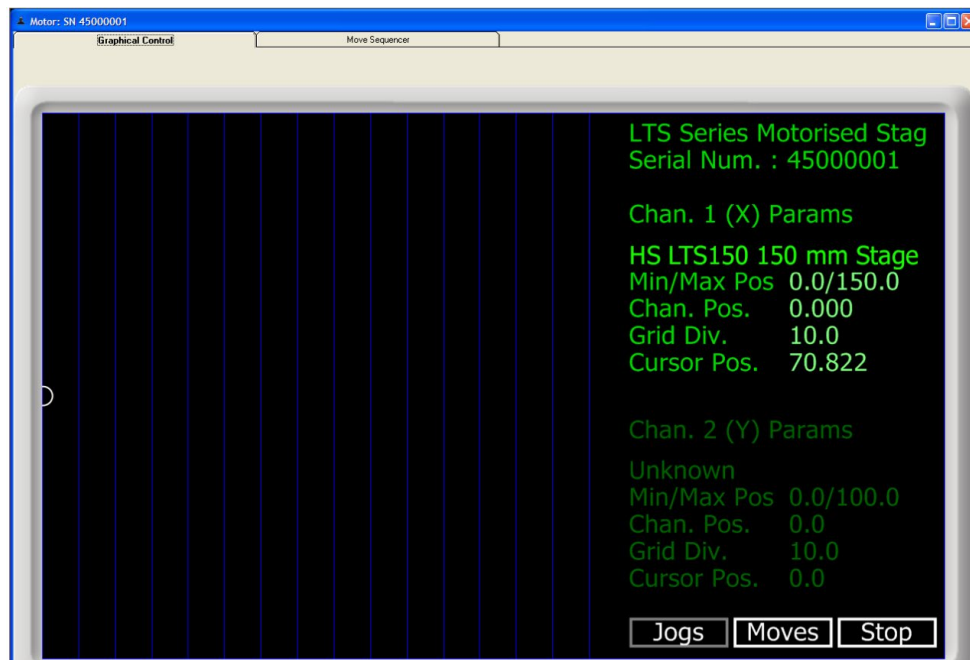 Motor: SN 45000001
Graphical Control Move Sequencer
LTS Series Motorised Stag
Serial Num. : 45000001
Chan. 1 (X) Params
HS LTS150 150 mm Stage
Min/Max Pos 0.0/150.0
Chan. Pos. 0.000
Grid Div. 10.0
Cursor Pos. 70.822
Chan. 2 (Y) Params
Unknown
Min/Max Pos 0.0/100.0
Chan. Pos. 0.0
Grid Div. 10.0
Cursor Pos. 0.0
Jogs Moves Stop